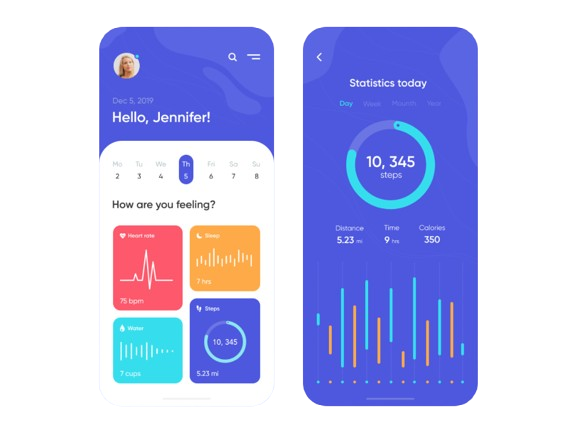 Dec 5, 2019
Hello, Jennifer!
Mo Tu We Th Fri Sa Su
2 3 4 5 6 7 8
How are you feeling?
Heart rate
75 bpm
Sleep
7 hrs
Water
7 cups
Steps
10, 345
5.23 mi
Statistics today
Day Week Mounth Year
10, 345
steps
Distance Time Calories
5.23 mi 9 hrs 350